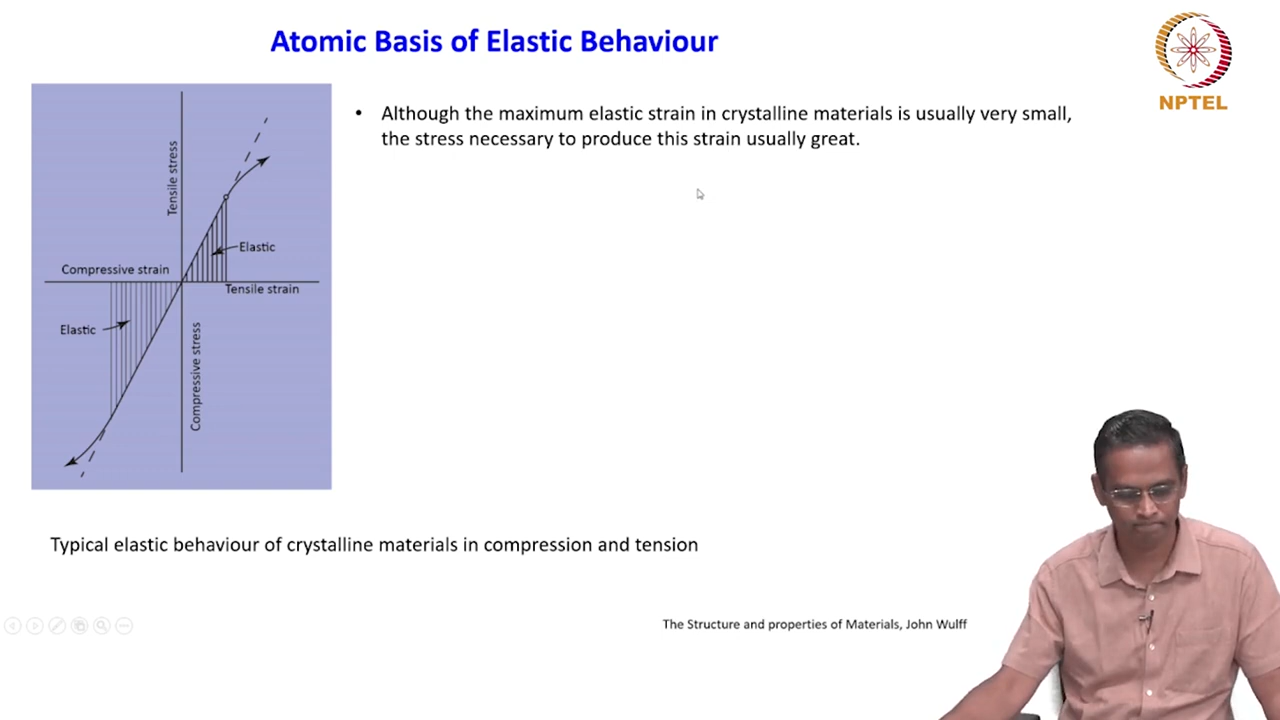 Atomic Basis of Elastic Behaviour
NPTEL
• Although the maximum elastic strain in crystalline materials is usually very small,
the stress necessary to produce this strain usually great.
Tensile stress
Elastic
Compressive strain
Tensile strain
Elastic
Compressive stress
Typical elastic behaviour of crystalline materials in compression and tension
The Structure and properties of Materials, John Wulff